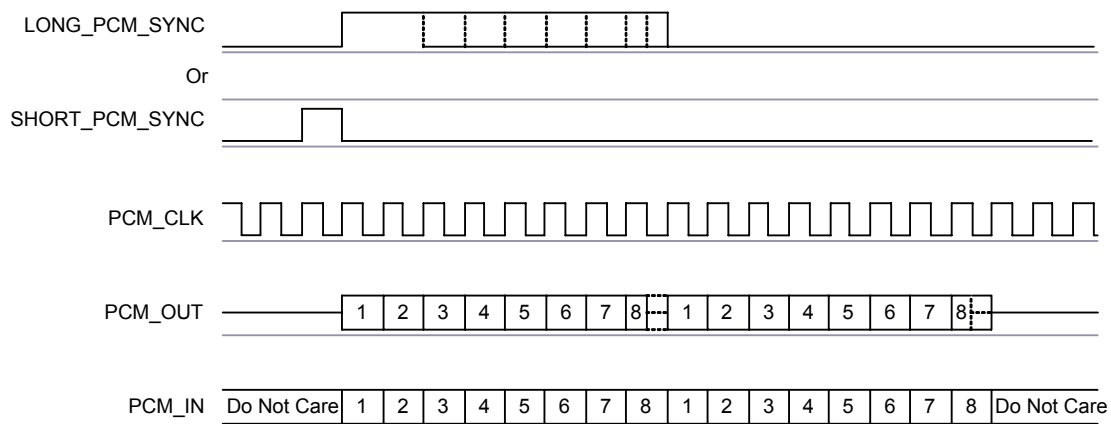 LONG_PCM_SYNC
Or
SHORT_PCM_SYNC
PCM_CLK
PCM_OUT 1 2 3 4 5 6 7 8 1 2 3 4 5 6 7 8
PCM_IN Do Not Care 1 2 3 4 5 6 7 8 1 2 3 4 5 6 7 8 Do Not Care